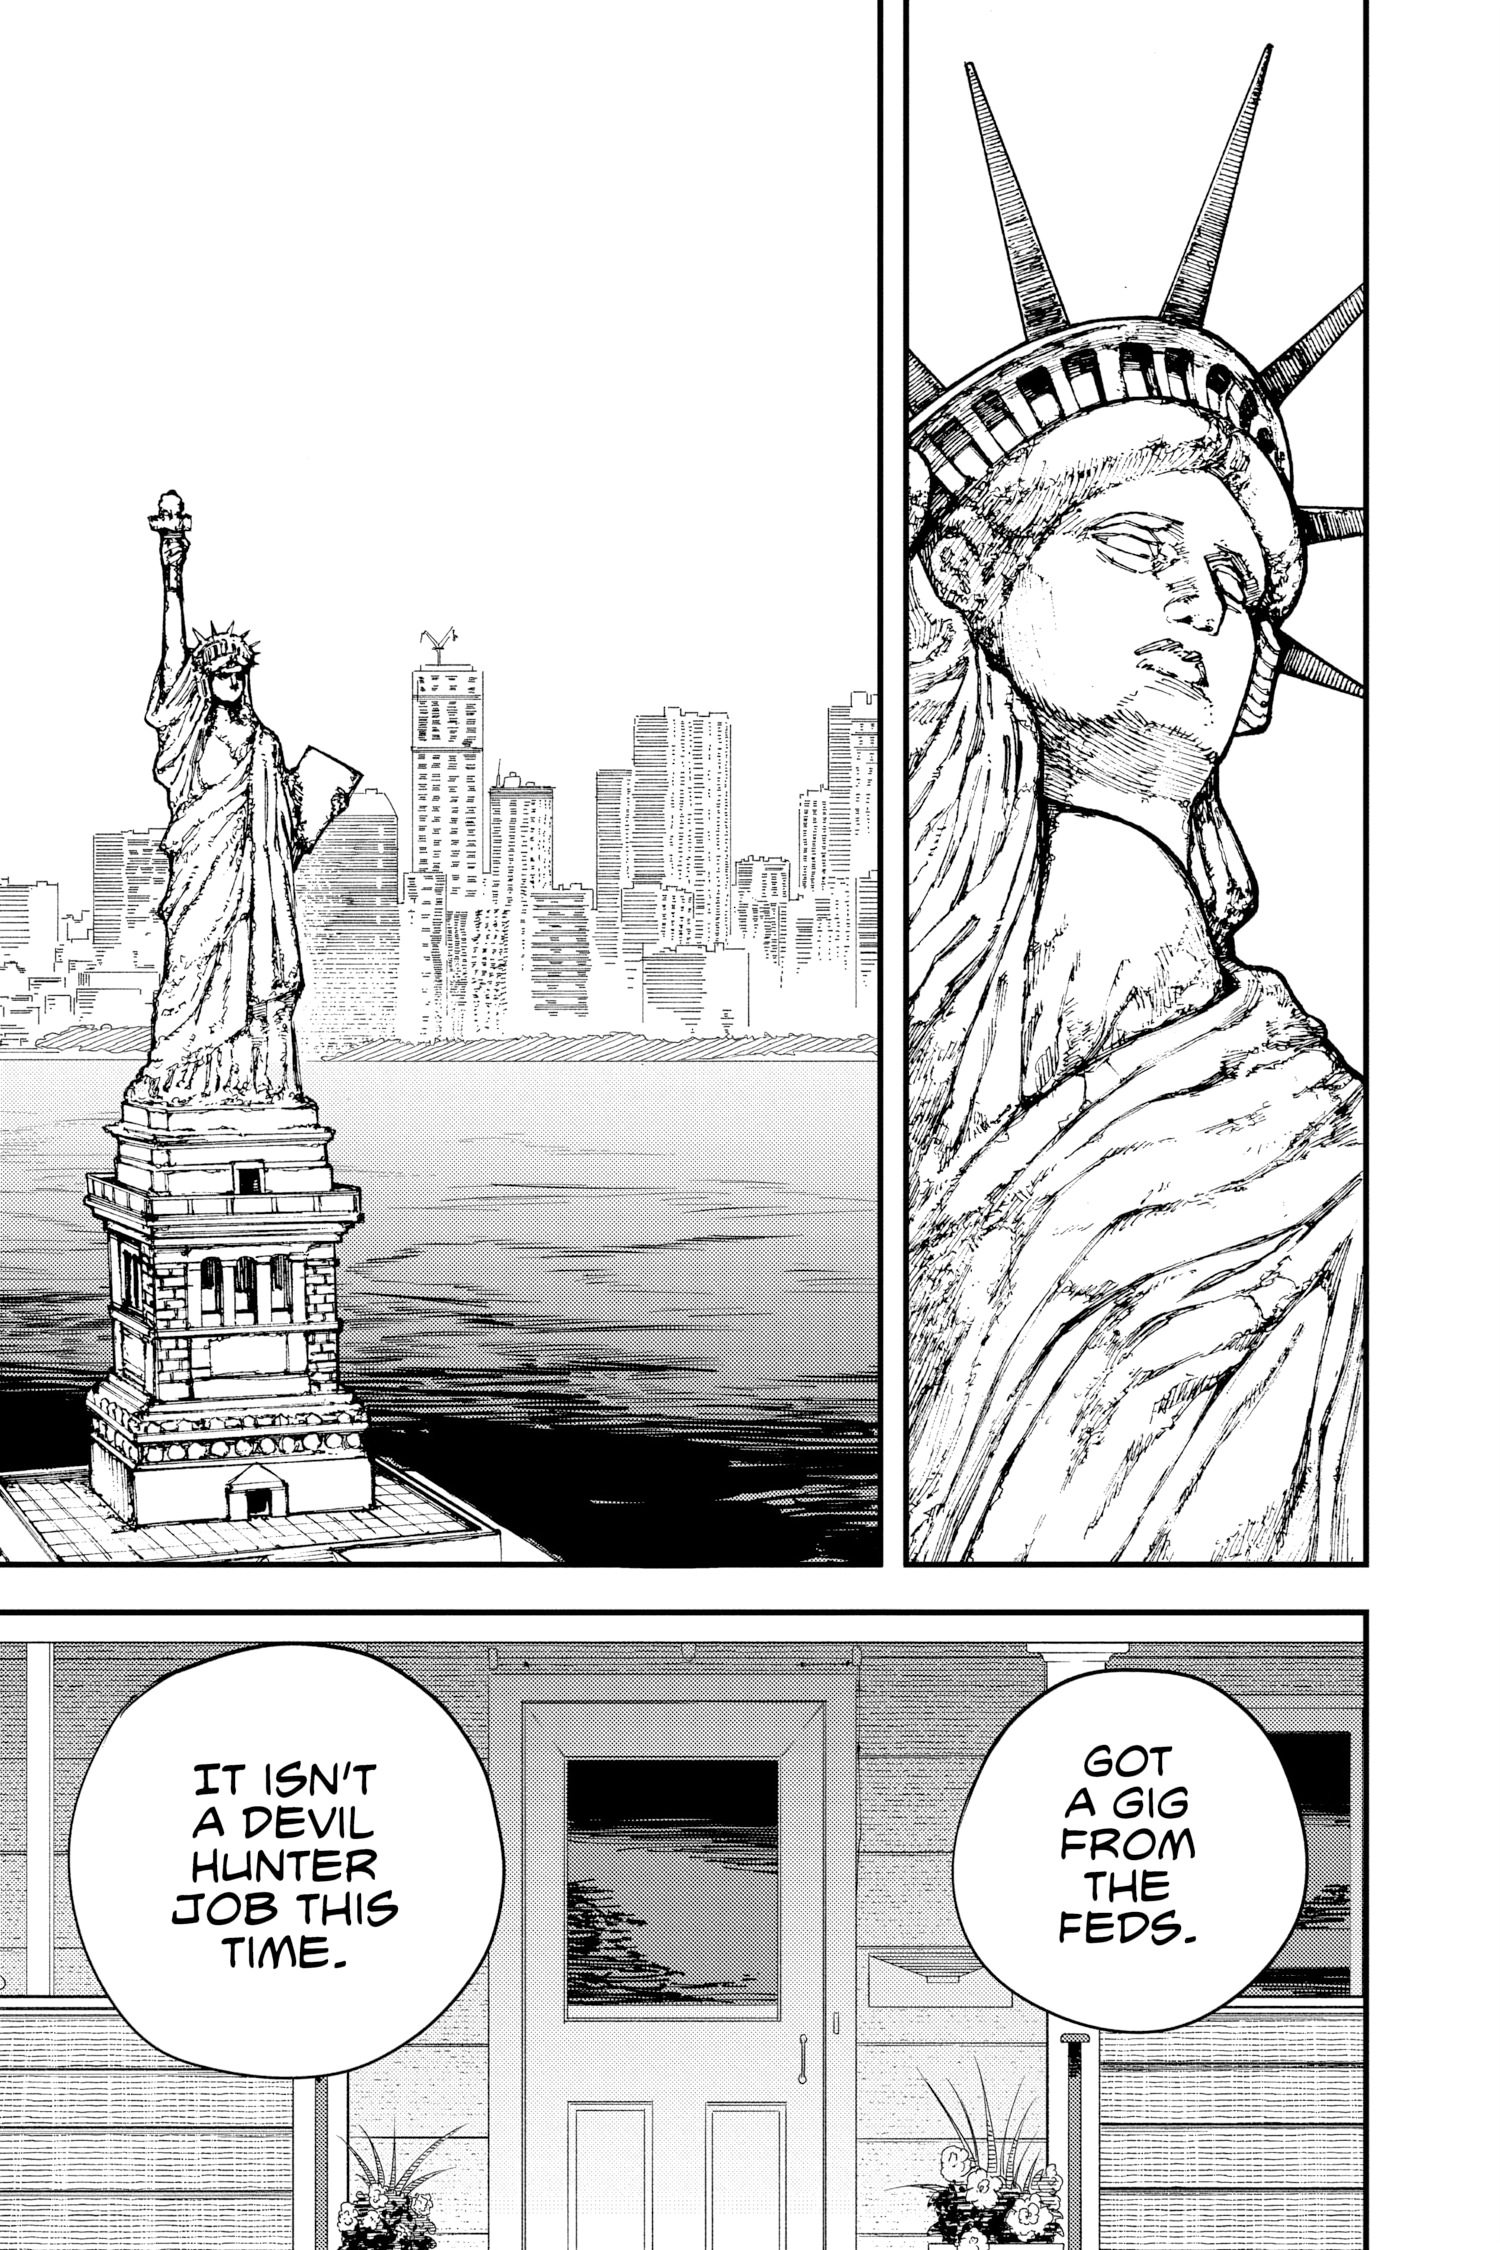 GOT
A GIG
FROM
THE
FEDS.
IT ISN'T
A DEVIL
HUNTER
JOB THIS
TIME.